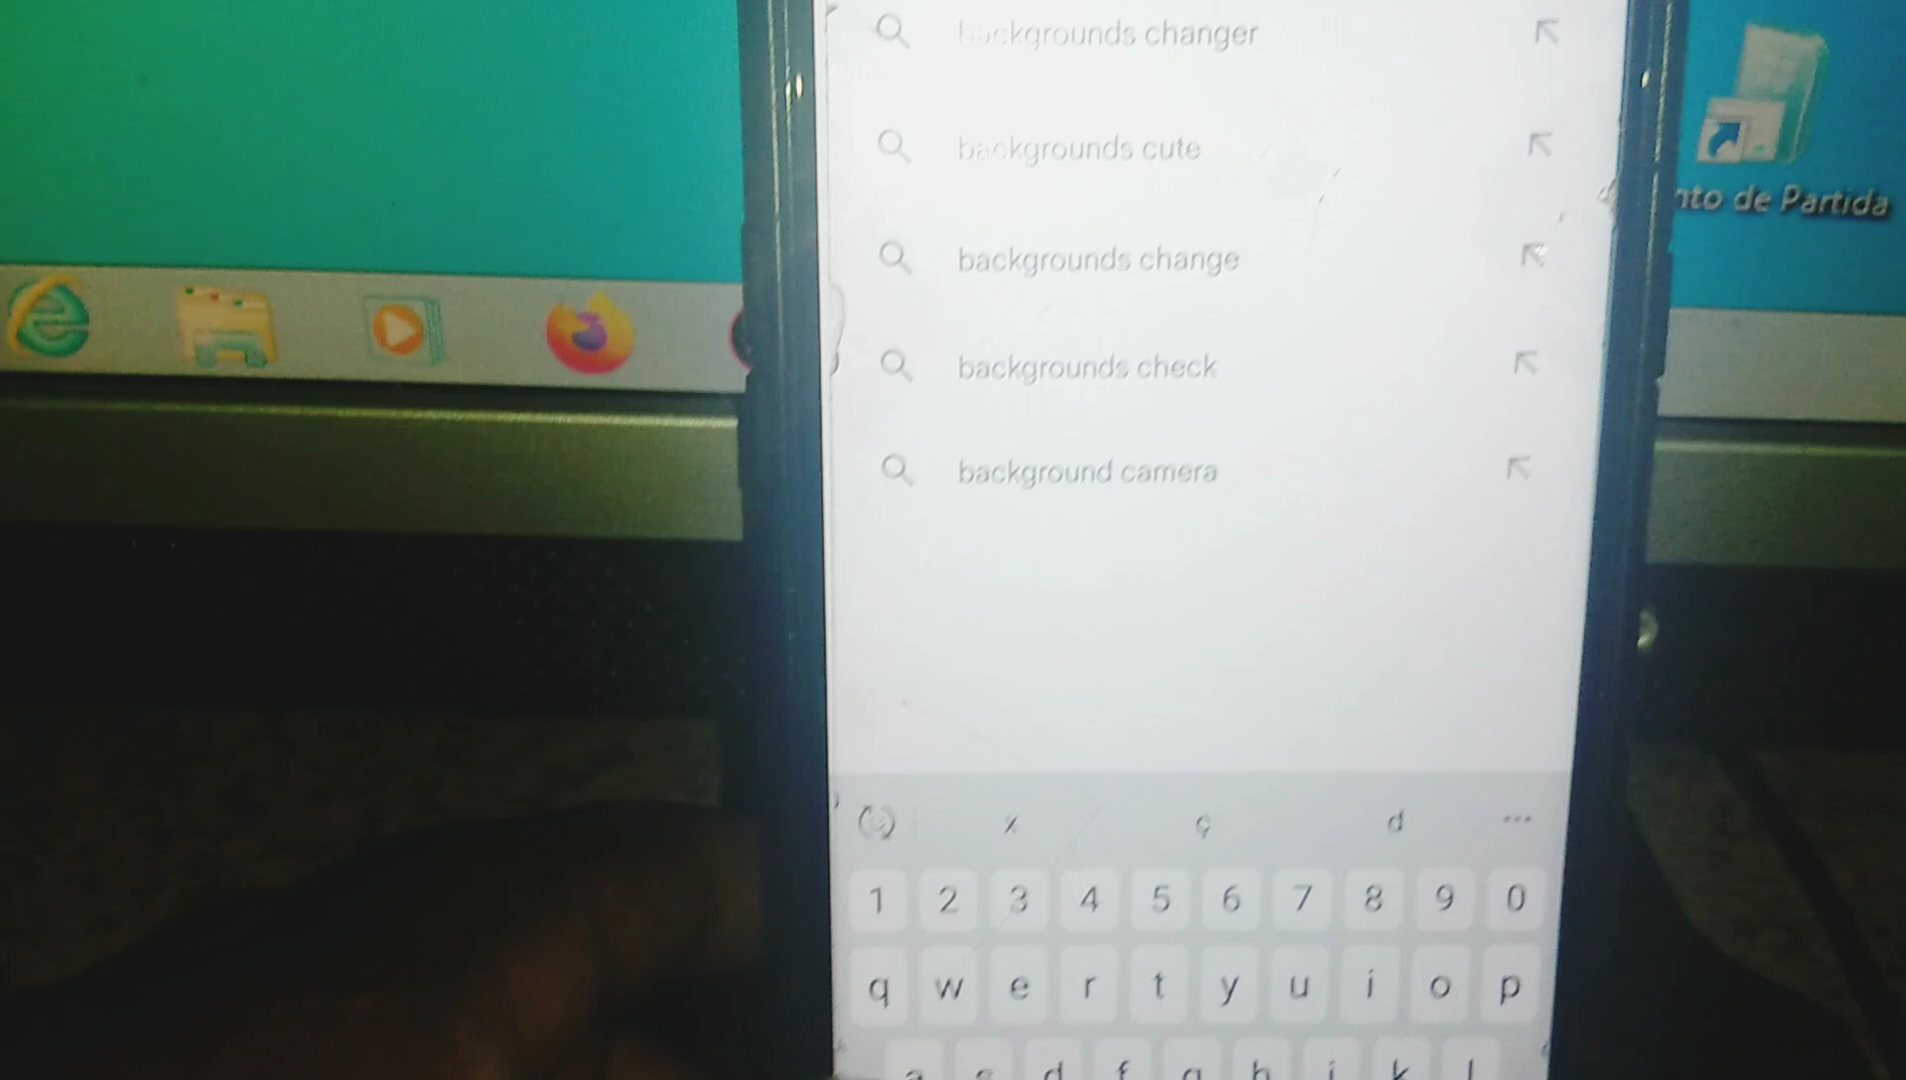 backgrounds changer
backgrounds cute
nto de Partida
backgrounds change
backgrounds check
background camera
x ç d ...
1 2 3 4 5 6 7 8 9 0
q w e r t y u i o p
a s d f g h j k l